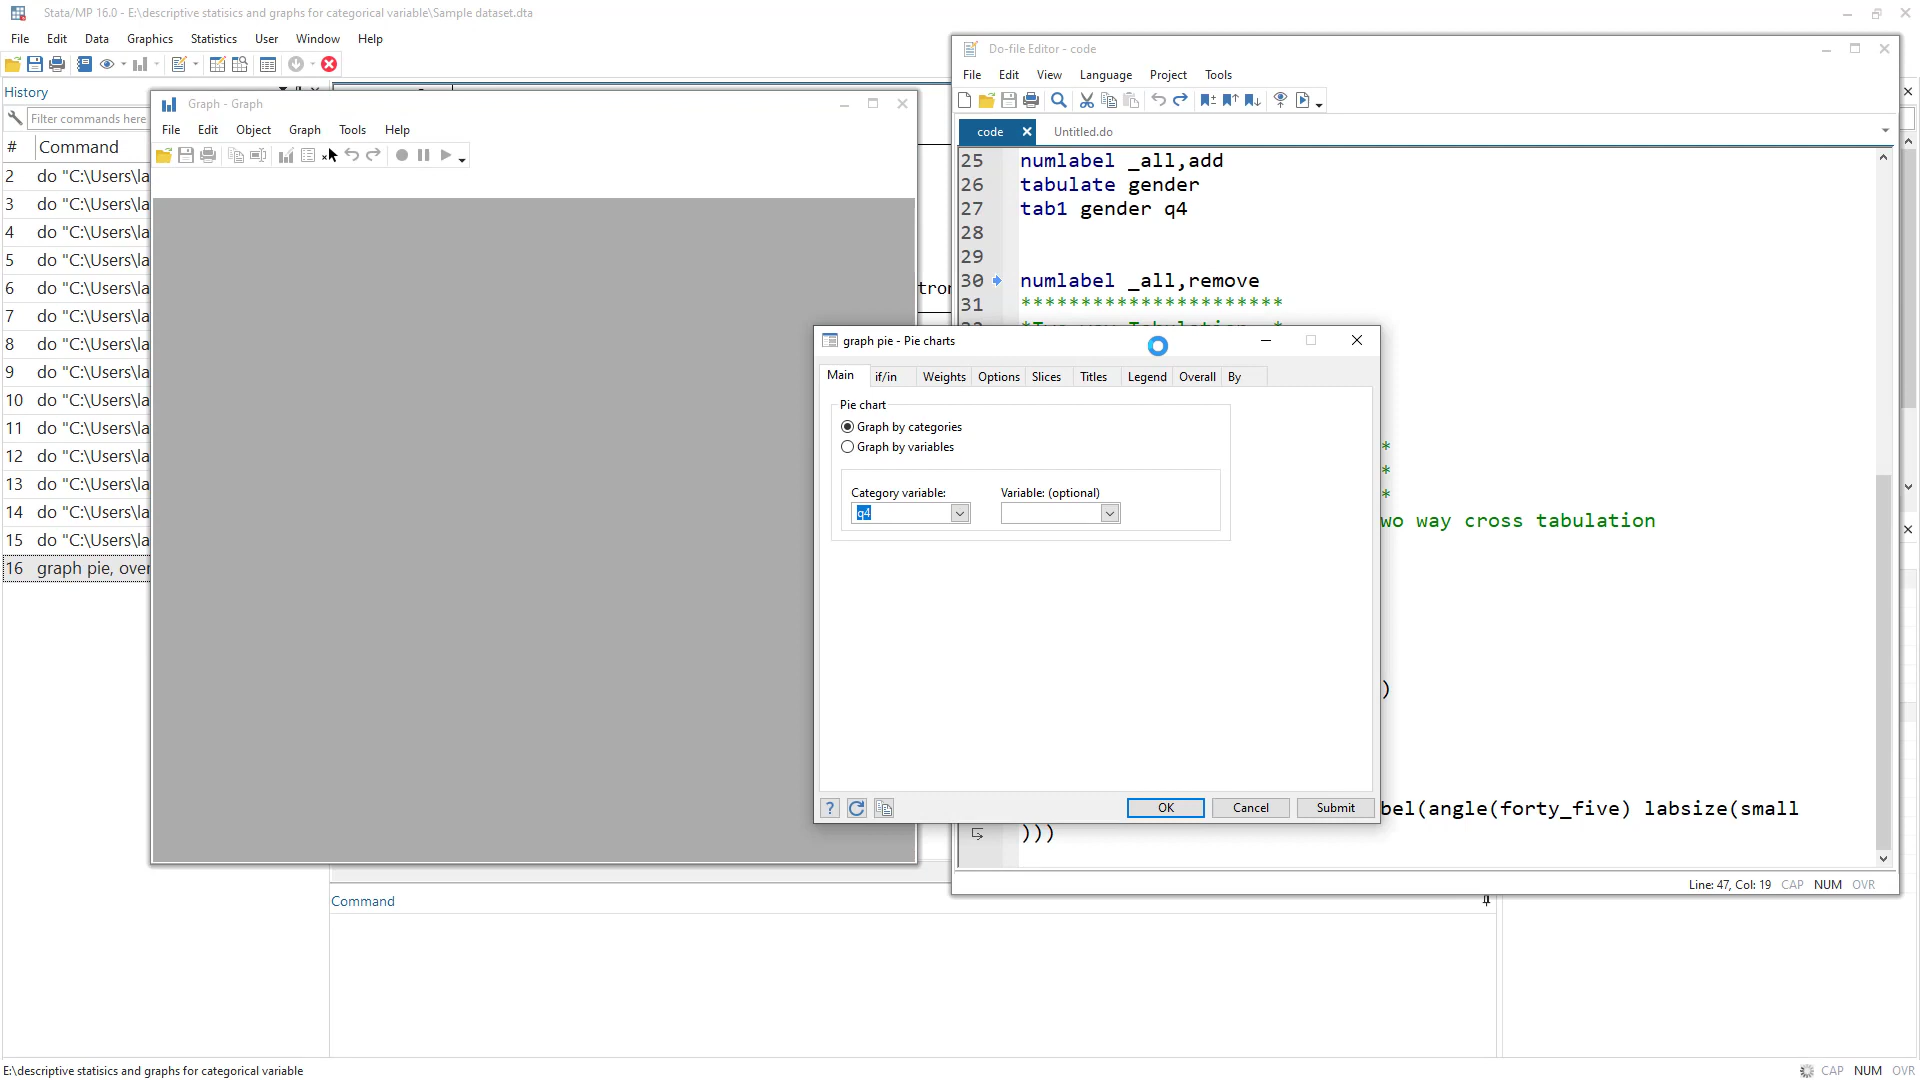 Stata/MP 16.0 - E:\descriptive statisics and graphs for categorical variable\Sample dataset.dta
File Edit Data Graphics Statistics User Window Help
History
Filter commands here
# Command
2 do "C:\Users\la
3 do "C:\Users\la
4 do "C:\Users\la
5 do "C:\Users\la
6 do "C:\Users\la
7 do "C:\Users\la
8 do "C:\Users\la
9 do "C:\Users\la
10 do "C:\Users\la
11 do "C:\Users\la
12 do "C:\Users\la
13 do "C:\Users\la
14 do "C:\Users\la
15 do "C:\Users\la
16 graph pie, over
Graph - Graph
File Edit Object Graph Tools Help
Do-file Editor - code
File Edit View Language Project Tools
code Untitled.do
25 numlabel _all,add
26 tabulate gender
27 tab1 gender q4
28
29
30 numlabel _all,remove
31 **********************
*
*
*
wo way cross tabulation
)
bel(angle(forty_five) labsize(small
)))
Line: 47, Col: 19 CAP NUM OVR
graph pie - Pie charts
Main if/in Weights Options Slices Titles Legend Overall By
Pie chart
Graph by categories
Graph by variables
Category variable: Variable: (optional)
q4
? OK Cancel Submit
Command
E:\descriptive statisics and graphs for categorical variable
CAP NUM OVR